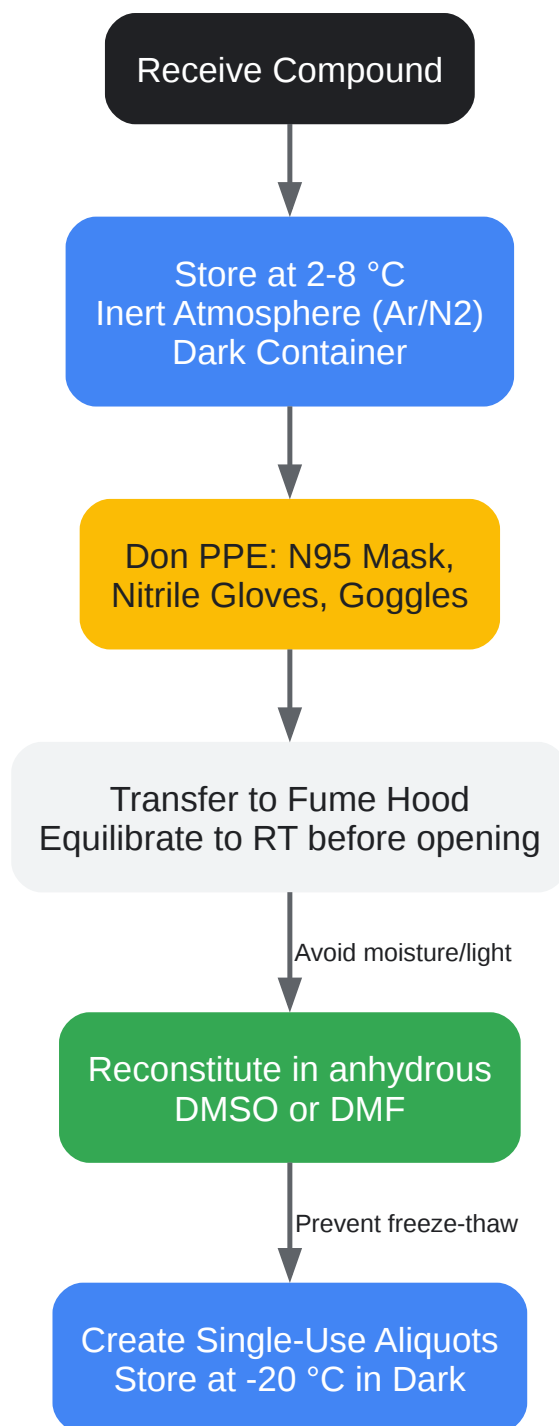 Receive Compound
Store at 2-8 °C
Inert Atmosphere (Ar/N2)
Dark Container
Don PPE: N95 Mask,
Nitrile Gloves, Goggles
Transfer to Fume Hood
Equilibrate to RT before opening
Avoid moisture/light
Reconstitute in anhydrous
DMSO or DMF
Prevent freeze-thaw
Create Single-Use Aliquots
Store at -20 °C in Dark